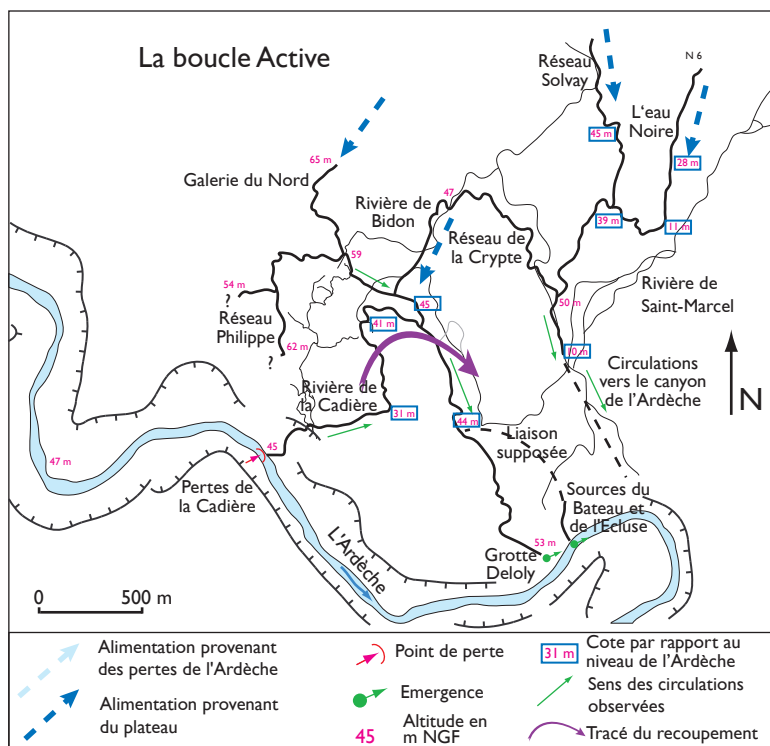 La boucle Active
Réseau
Solvay
N 6
L'eau
Noire
65 m
45 m
28 m
Galerie du Nord
Rivière de
Bidon
47
Réseau de
la Crypte
39 m
11 m
59
54 m
?
Réseau
Philippe
62 m
?
45
41 m
50 m
Rivière de
Saint-Marcel
10 m
Rivière de
la Cadière
31 m
Circulations
vers le canyon
de l'Ardèche
N
44 m
Liaison
supposée
47 m
45
Pertes de
la Cadière
Sources du
Bateau et
de l'Ecluse
53 m
Grotte
Deloly
L'Ardèche
0 500 m
Alimentation provenant
des pertes de l'Ardèche
Alimentation provenant
du plateau
Point de perte
Emergence
45
Altitude en
m NGF
31 m
Cote par rapport au
niveau de l'Ardèche
Sens des circulations
observées
Tracé du recoupement